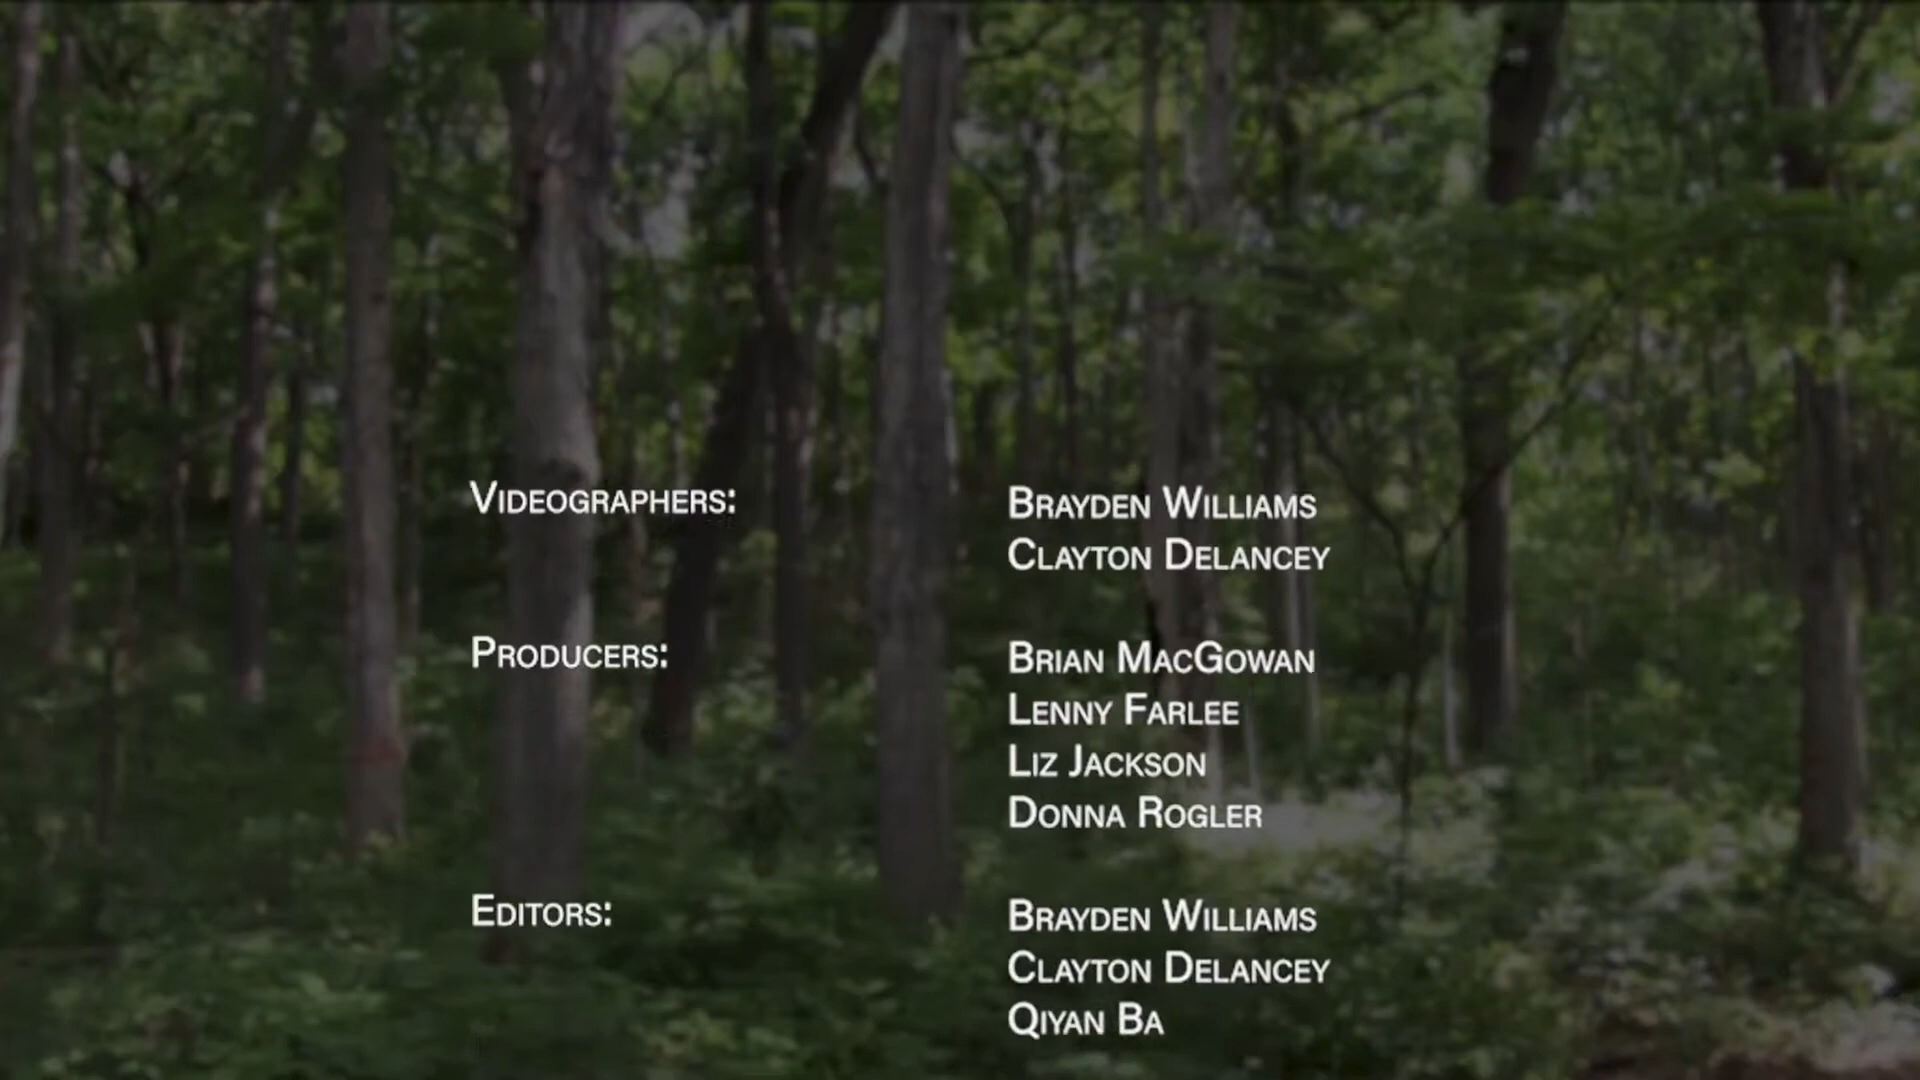 Videographers: Brayden Williams
Clayton Delancey
Producers: Brian MacGowan
Lenny Farlee
Liz Jackson
Donna Rogler
Editors: Brayden Williams
Clayton Delancey
Qiyan Ba